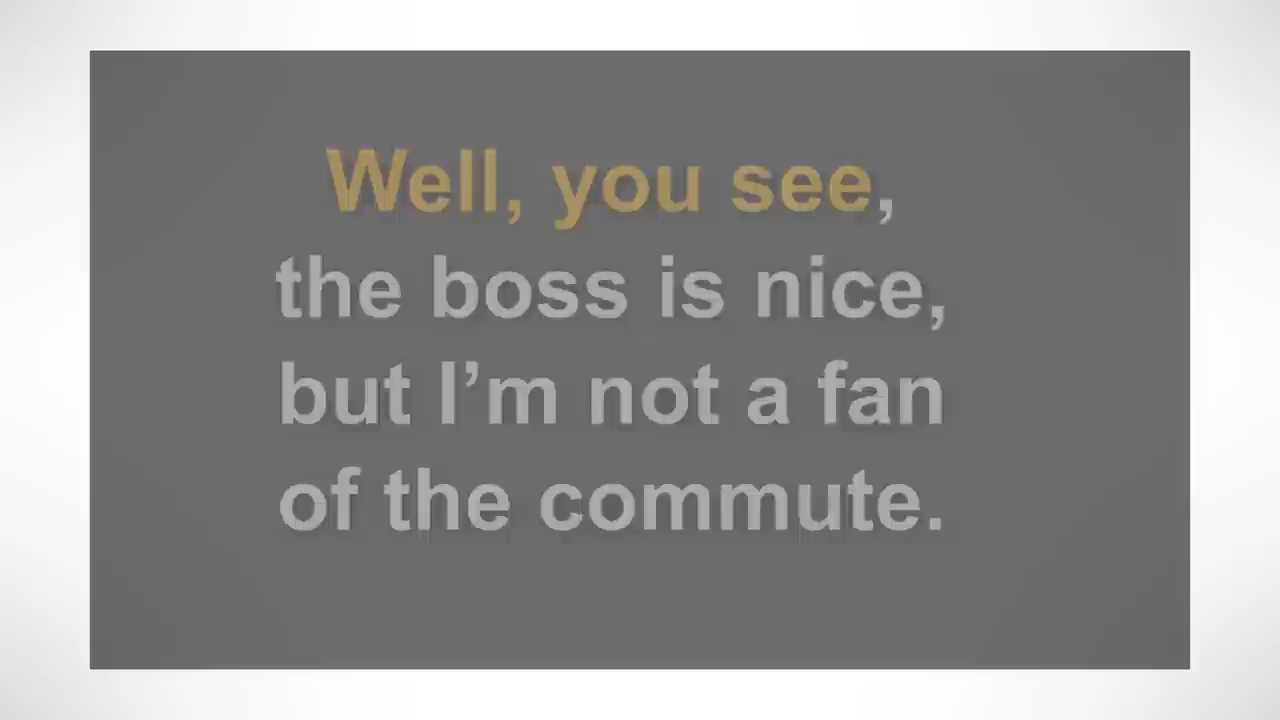 Well, you see,
the boss is nice,
but I’m not a fan
of the commute.